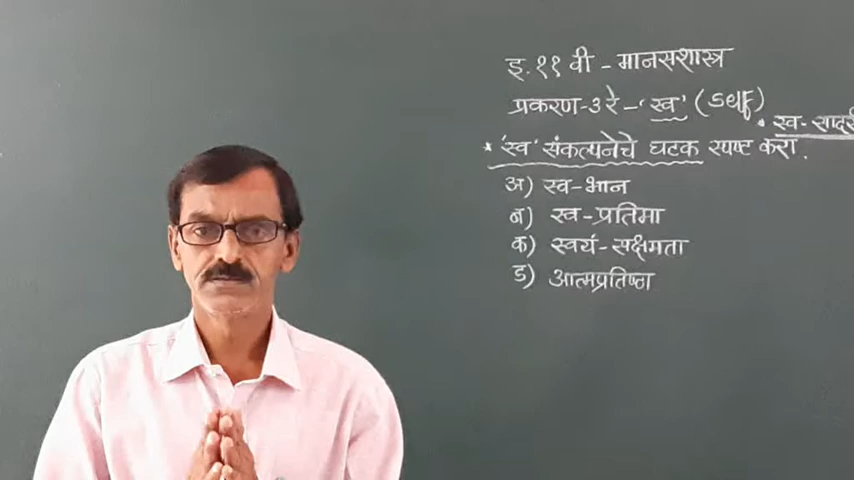 इ. ११ वी - मानसशास्त्र
प्रकरण-३ रे - 'स्व' (self)
* स्व-
* 'स्व' संकल्पनेचे घटक स्पष्ट करा.
अ) स्व-भान
ब) स्व-प्रतिमा
क) स्वयं-सक्षमता
ड) आत्मप्रतिष्ठा